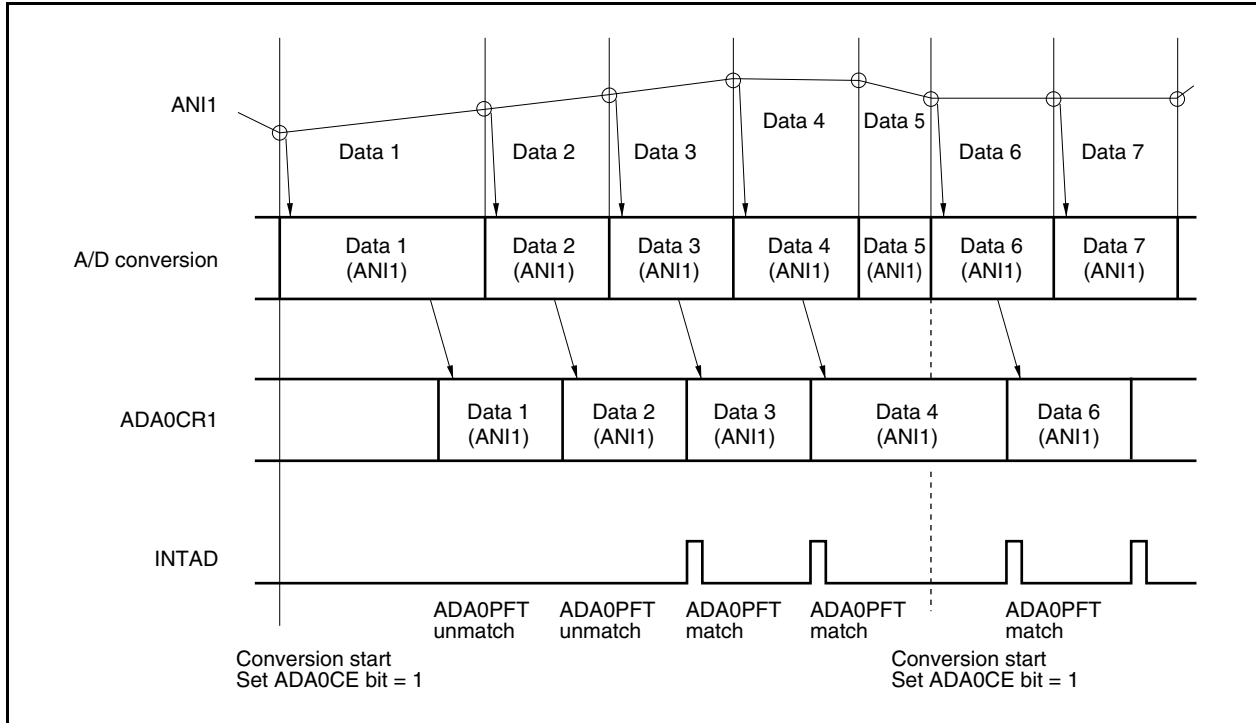 ANI1
Data 1
Data 2
Data 3
Data 4
Data 5
Data 6
Data 7
A/D conversion
Data 1
(ANI1)
Data 2
(ANI1)
Data 3
(ANI1)
Data 4
(ANI1)
Data 5
(ANI1)
Data 6
(ANI1)
Data 7
(ANI1)
ADA0CR1
Data 1
(ANI1)
Data 2
(ANI1)
Data 3
(ANI1)
Data 4
(ANI1)
Data 6
(ANI1)
INTAD
ADA0PFT
unmatch
ADA0PFT
unmatch
ADA0PFT
match
ADA0PFT
match
ADA0PFT
match
Conversion start
Set ADA0CE bit = 1
Conversion start
Set ADA0CE bit = 1